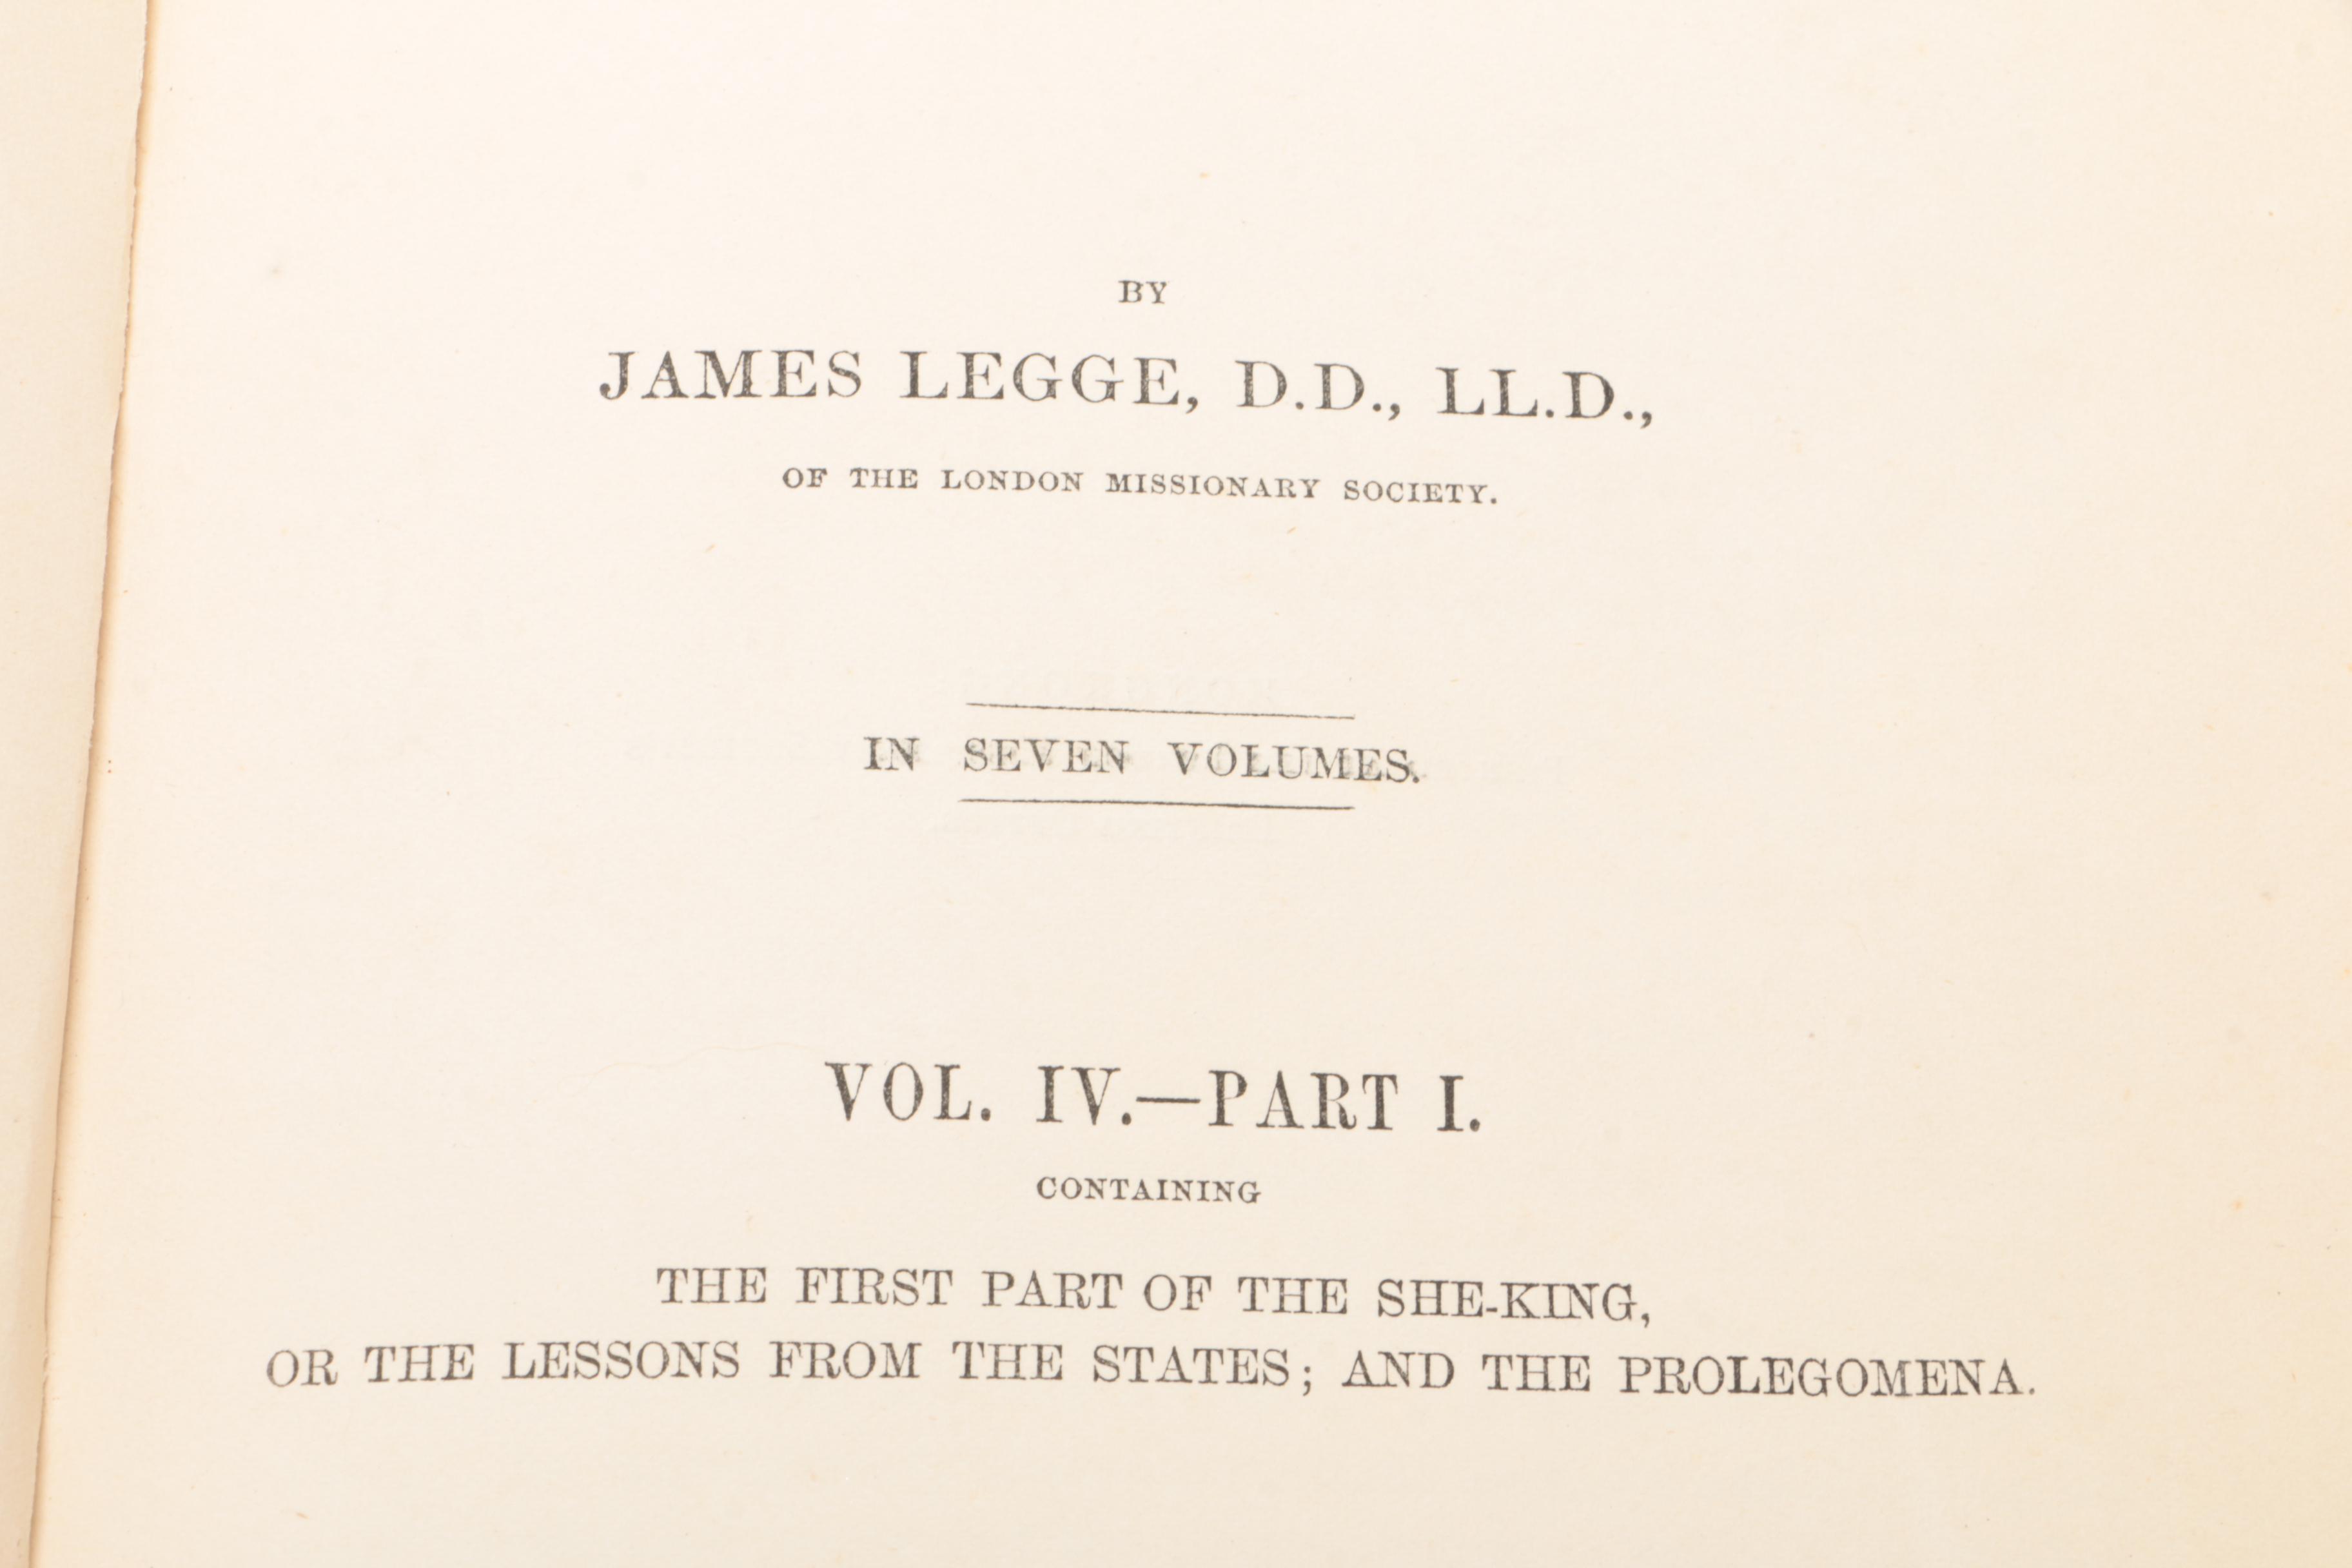 BY
JAMES LEGGE, D.D., LL.D.,
OF THE LONDON MISSIONARY SOCIETY.
IN SEVEN VOLUMES.
VOL. IV.—PART I.
CONTAINING
THE FIRST PART OF THE SHE-KING,
OR THE LESSONS FROM THE STATES; AND THE PROLEGOMENA.